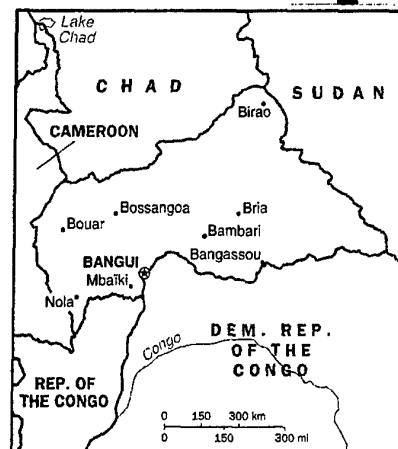 Lake
Chad
CHAD
SUDAN
Birao
CAMEROON
Bossangoa
Bria
Bouar
Bambari
BANGUI
Bangassou
Mbaïki
Nola
DEM. REP.
OF THE
CONGO
Congo
REP. OF
THE CONGO
0 150 300 km
0 150 300 mi